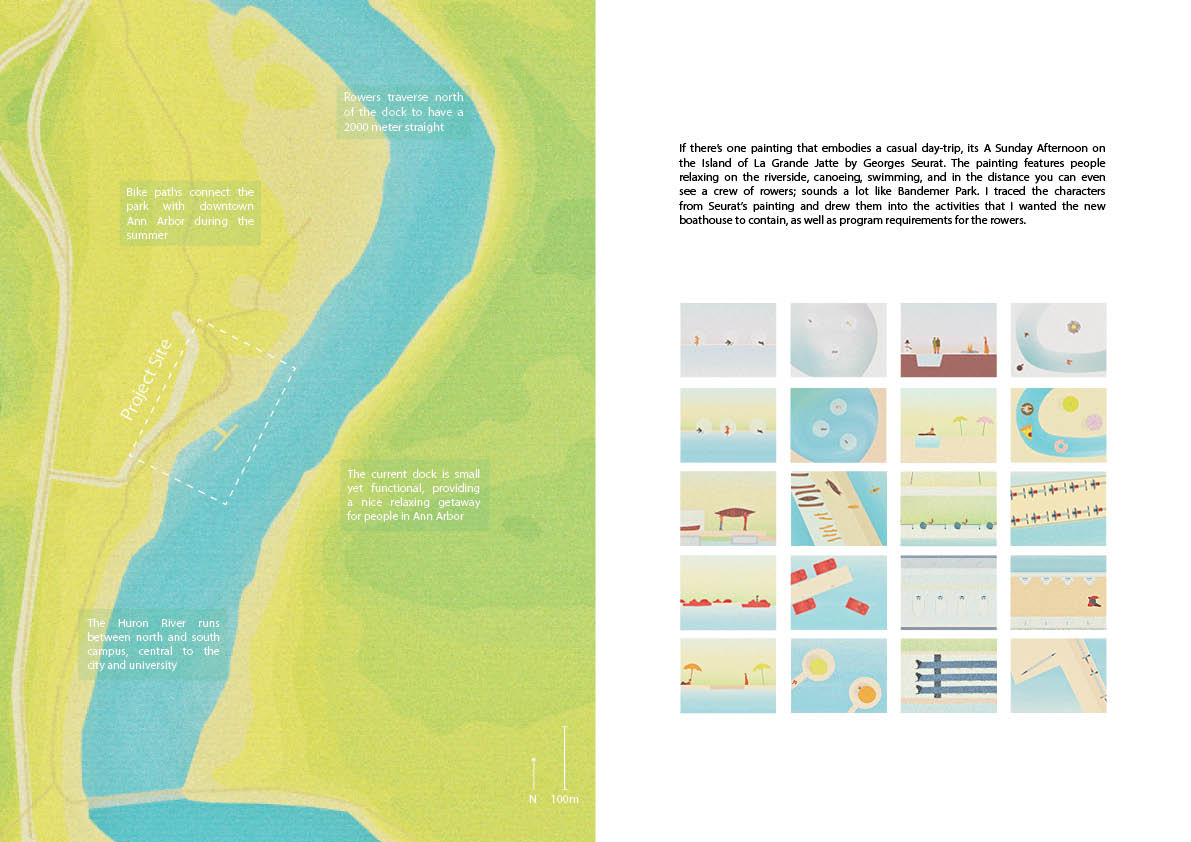 Rowers traverse north
of the dock to have a
2000 meter straight
Bike paths connect the
park with downtown
Ann Arbor during the
summer
Project Site
The current dock is small
yet functional, providing
a nice relaxing getaway
for people in Ann Arbor
The Huron River runs
between north and south
campus, central to the
city and university
N 100m
If there's one painting that embodies a casual day-trip, its A Sunday Afternoon on
the Island of La Grande Jatte by Georges Seurat. The painting features people
relaxing on the riverside, canoeing, swimming, and in the distance you can even
see a crew of rowers; sounds a lot like Bandemer Park. I traced the characters
from Seurat's painting and drew them into the activities that I wanted the new
boathouse to contain, as well as program requirements for the rowers.